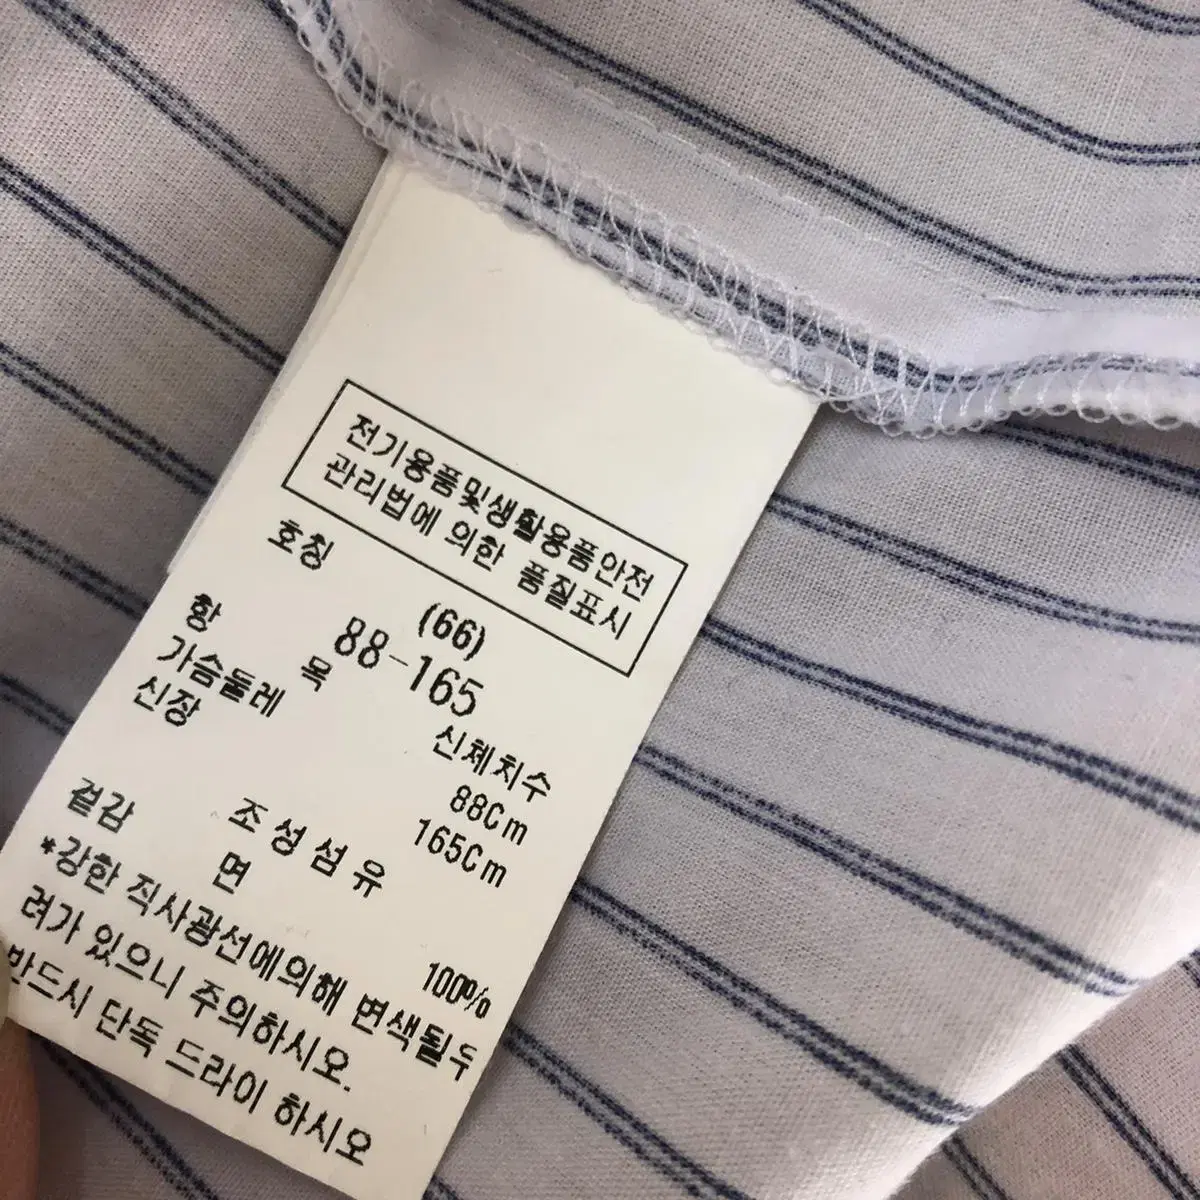 전기용품및생활용품안전
관리법에 의한 품질표시
호칭 (66)
88-165
항 목 신체치수
가슴둘레 88Cm
신장 165Cm
조성섬유
겉감 면 100%
*강한 직사광선에의해 변색될우
려가 있으니 주의하시오.
반드시 단독 드라이 하시오